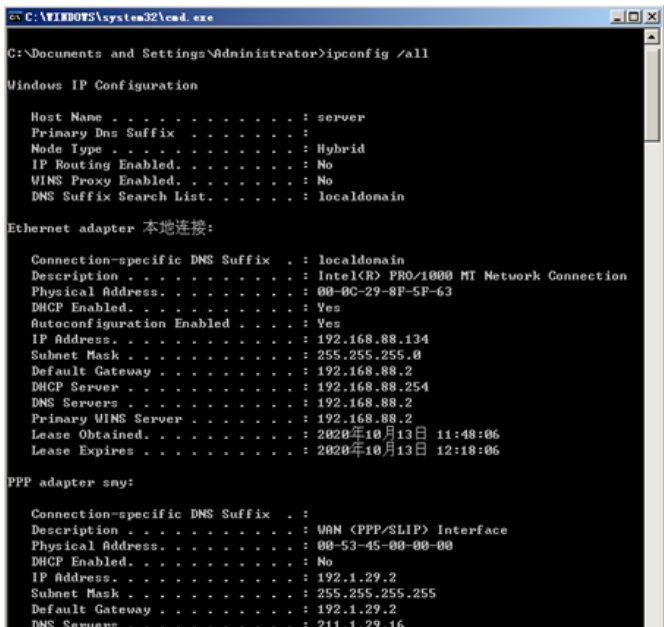 C:\WINDOWS\system32\cmd.exe
C:\Documents and Settings\Administrator>ipconfig /all
Windows IP Configuration
Host Name . . . . . . . . . . . . : server
Primary Dns Suffix . . . . . . . :
Node Type . . . . . . . . . . . . : Hybrid
IP Routing Enabled. . . . . . . . : No
WINS Proxy Enabled. . . . . . . . : No
DNS Suffix Search List. . . . . . : localdomain
Ethernet adapter 本地连接:
Connection-specific DNS Suffix . : localdomain
Description . . . . . . . . . . . : Intel(R) PRO/1000 MT Network Connection
Physical Address. . . . . . . . . : 00-0C-29-8F-5F-63
DHCP Enabled. . . . . . . . . . . : Yes
Autoconfiguration Enabled . . . . : Yes
IP Address. . . . . . . . . . . . : 192.168.88.134
Subnet Mask . . . . . . . . . . . : 255.255.255.0
Default Gateway . . . . . . . . . : 192.168.88.2
DHCP Server . . . . . . . . . . . : 192.168.88.254
DNS Servers . . . . . . . . . . . : 192.168.88.2
Primary WINS Server . . . . . . . : 192.168.88.2
Lease Obtained. . . . . . . . . . : 2020年10月13日 11:48:06
Lease Expires . . . . . . . . . . : 2020年10月13日 12:18:06
PPP adapter smy:
Connection-specific DNS Suffix . :
Description . . . . . . . . . . . : WAN (PPP/SLIP) Interface
Physical Address. . . . . . . . . : 00-53-45-00-00-00
DHCP Enabled. . . . . . . . . . . : No
IP Address. . . . . . . . . . . . : 192.1.29.2
Subnet Mask . . . . . . . . . . . : 255.255.255.255
Default Gateway . . . . . . . . . : 192.1.29.2
DNS Servers . . . . . . . . . . . : 211.1.29.16